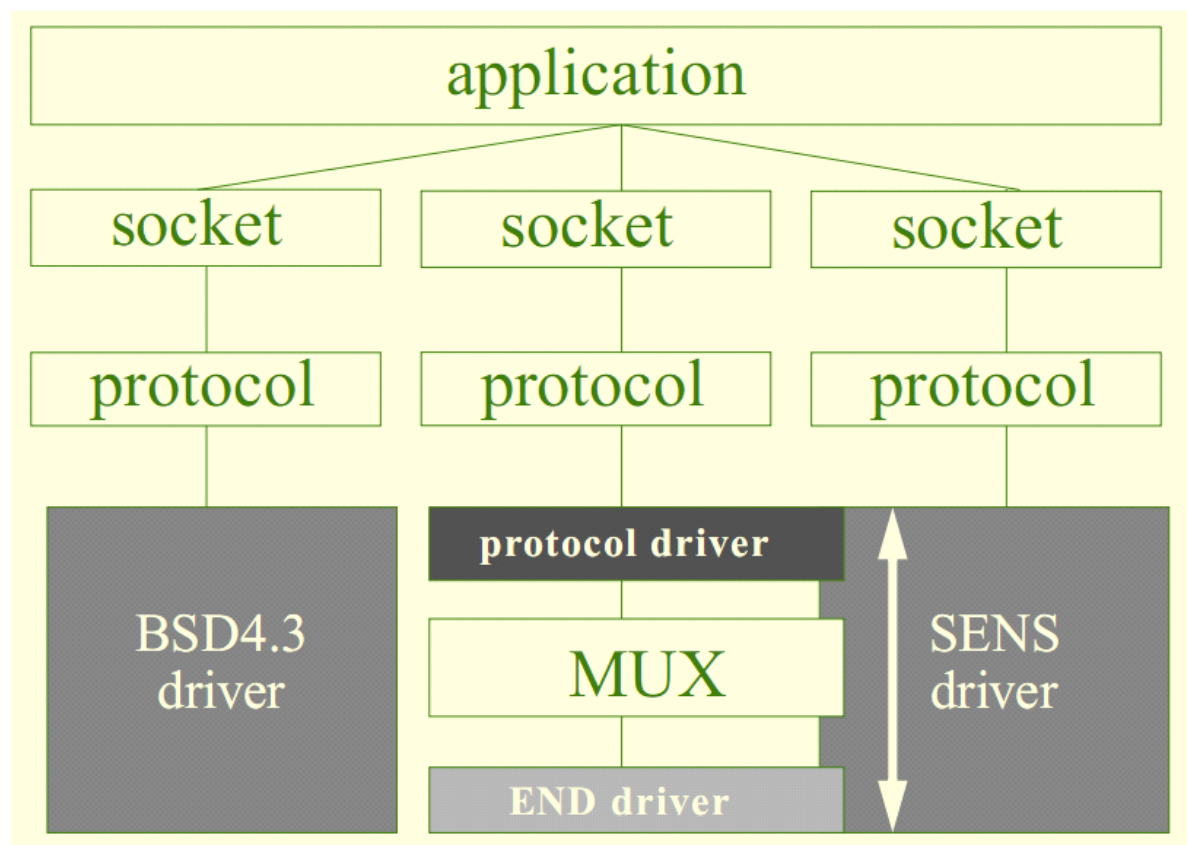 application
socket
socket
socket
protocol
protocol
protocol
protocol driver
BSD4.3
driver
MUX
SENS
driver
END driver